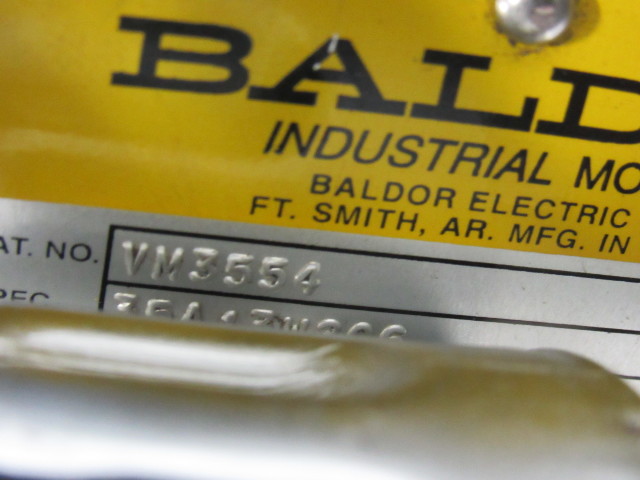 BALD
INDUSTRIAL MO
BALDOR ELECTRIC
FT. SMITH, AR. MFG. IN
AT. NO. VM3554